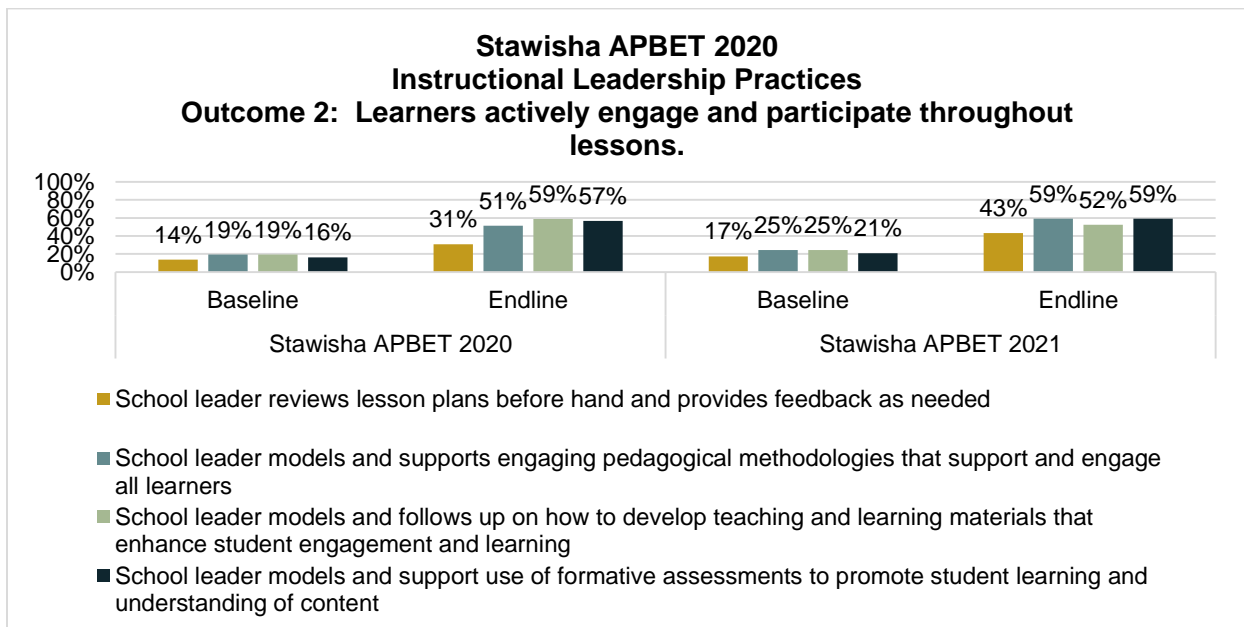 Stawisha APBET 2020
Instructional Leadership Practices
Outcome 2:  Learners actively engage and participate throughout
lessons.
100%
80%
60%
40%
20%
0%
14% 19% 19% 16%
31% 51% 59% 57%
17% 25% 25% 21%
43% 59% 52% 59%
Baseline Endline Baseline Endline
Stawisha APBET 2020 Stawisha APBET 2021
School leader reviews lesson plans before hand and provides feedback as needed
School leader models and supports engaging pedagogical methodologies that support and engage
all learners
School leader models and follows up on how to develop teaching and learning materials that
enhance student engagement and learning
School leader models and support use of formative assessments to promote student learning and
understanding of content